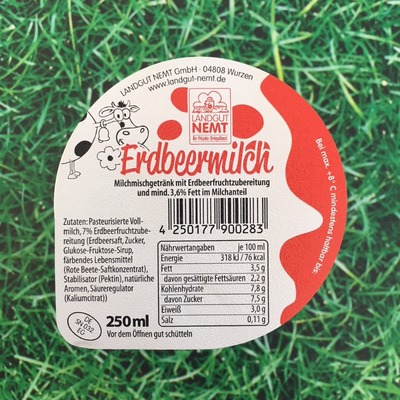 LANDGUT NEMT GmbH · 04808 Wurzen
www.landgut-nemt.de
LANDGUT
NEMT
Ihr Frische Direktlieferant
Erdbeermilch
Milchmischgetränk mit Erdbeerfruchtzubereitung
und mind. 3,6% Fett im Milchanteil
Bei max. +8° C mindestens haltbar bis:
Zutaten: Pasteurisierte Voll-
milch, 7% Erdbeerfruchtzube-
reitung (Erdbeersaft, Zucker,
Glukose-Fruktose-Sirup,
färbendes Lebensmittel
(Rote Beete-Saftkonzentrat),
Stabilisator (Pektin), natürliche
Aromen, Säureregulator
(Kaliumcitrat))
4 250177 900283
Nährwertangaben je 100 ml
Energie 318 kJ / 76 kcal
Fett 3,5 g
davon gesättigte Fettsäuren 2,2 g
Kohlenhydrate 7,8 g
davon Zucker 7,5 g
Eiweiß 3,0 g
Salz 0,11 g
DE
SN 032
EG
250 ml
Vor dem Öffnen gut schütteln